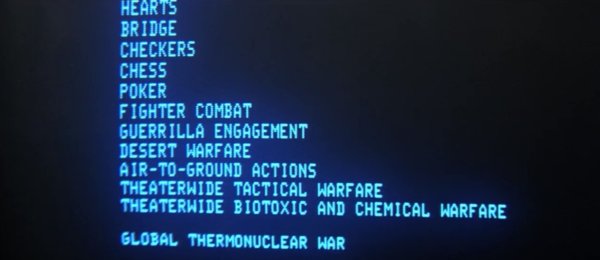 HEARTS
BRIDGE
CHECKERS
CHESS
POKER
FIGHTER COMBAT
GUERRILLA ENGAGEMENT
DESERT WARFARE
AIR-TO-GROUND ACTIONS
THEATERWIDE TACTICAL WARFARE
THEATERWIDE BIOTOXIC AND CHEMICAL WARFARE
GLOBAL THERMONUCLEAR WAR